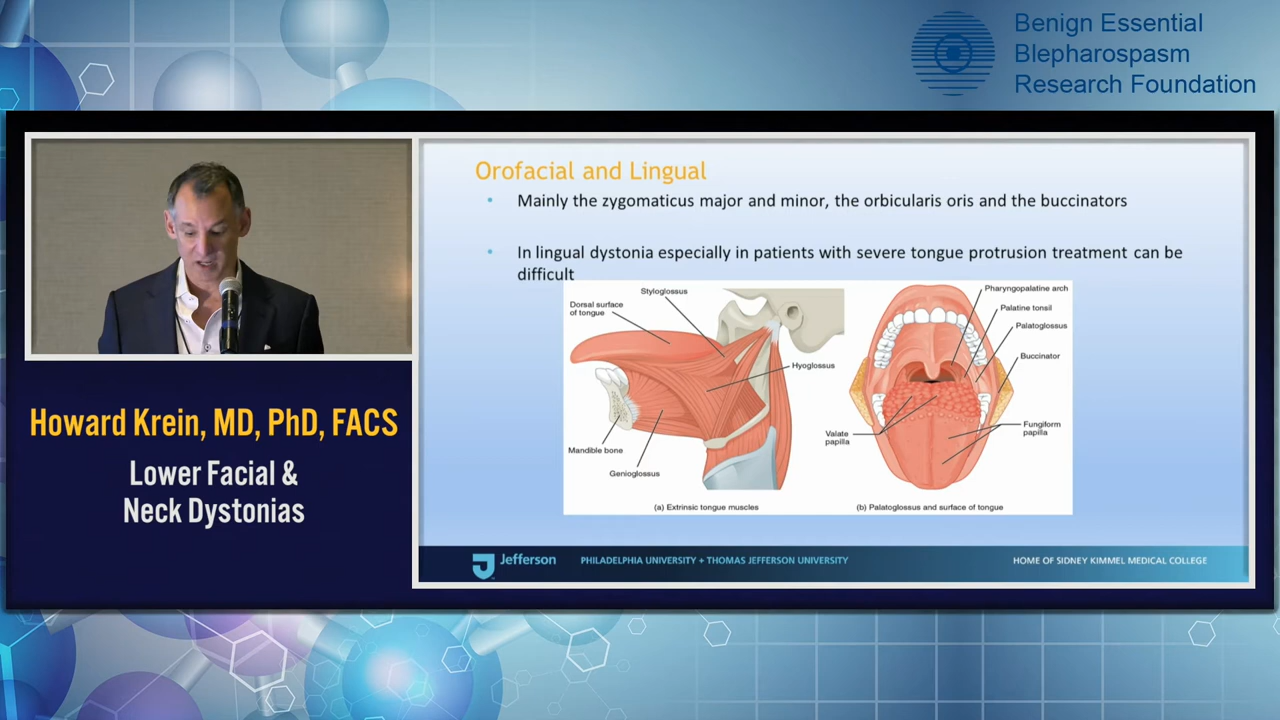 Benign Essential
Blepharospasm
Research Foundation
Orofacial and Lingual
• Mainly the zygomaticus major and minor, the orbicularis oris and the buccinators
• In lingual dystonia especially in patients with severe tongue protrusion treatment can be
difficult
Styloglossus
Dorsal surface
of tongue
Hyoglossus
Mandible bone
Genioglossus
(a) Extrinsic tongue muscles
Pharyngopalatine arch
Palatine tonsil
Palatoglossus
Buccinator
Valate
papilla
Fungiform
papilla
(b) Palatoglossus and surface of tongue
Howard Krein, MD, PhD, FACS
Lower Facial &
Neck Dystonias
Jefferson
PHILADELPHIA UNIVERSITY + THOMAS JEFFERSON UNIVERSITY
HOME OF SIDNEY KIMMEL MEDICAL COLLEGE